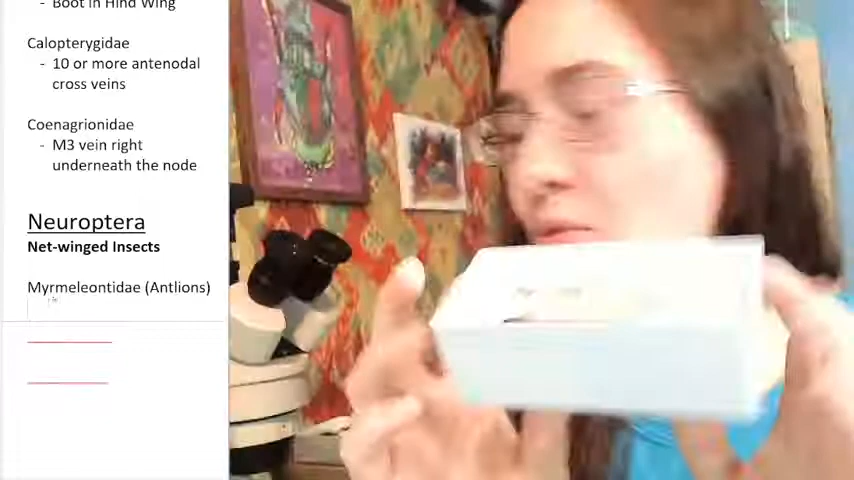 - Boot in Hind Wing
Calopterygidae
- 10 or more antenodal
cross veins
Coenagrionidae
- M3 vein right
underneath the node
Neuroptera
Net-winged Insects
Myrmeleontidae (Antlions)